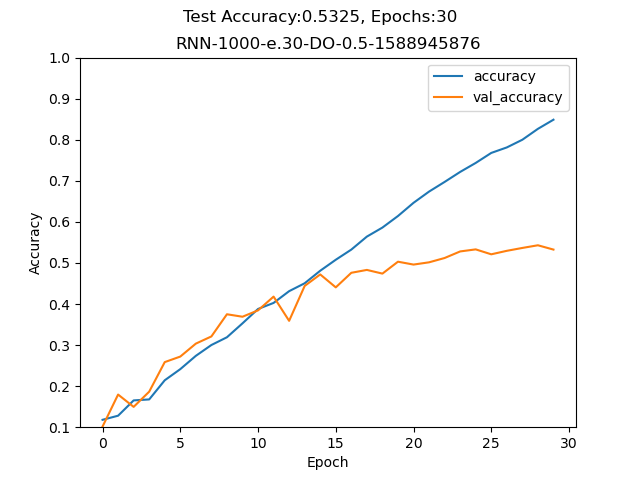 Test Accuracy:0.5325, Epochs:30
RNN-1000-e.30-DO-0.5-1588945876
accuracy
val_accuracy
1.0
0.9
0.8
0.7
0.6
0.5
0.4
0.3
0.2
0.1
Accuracy
0 5 10 15 20 25 30
Epoch